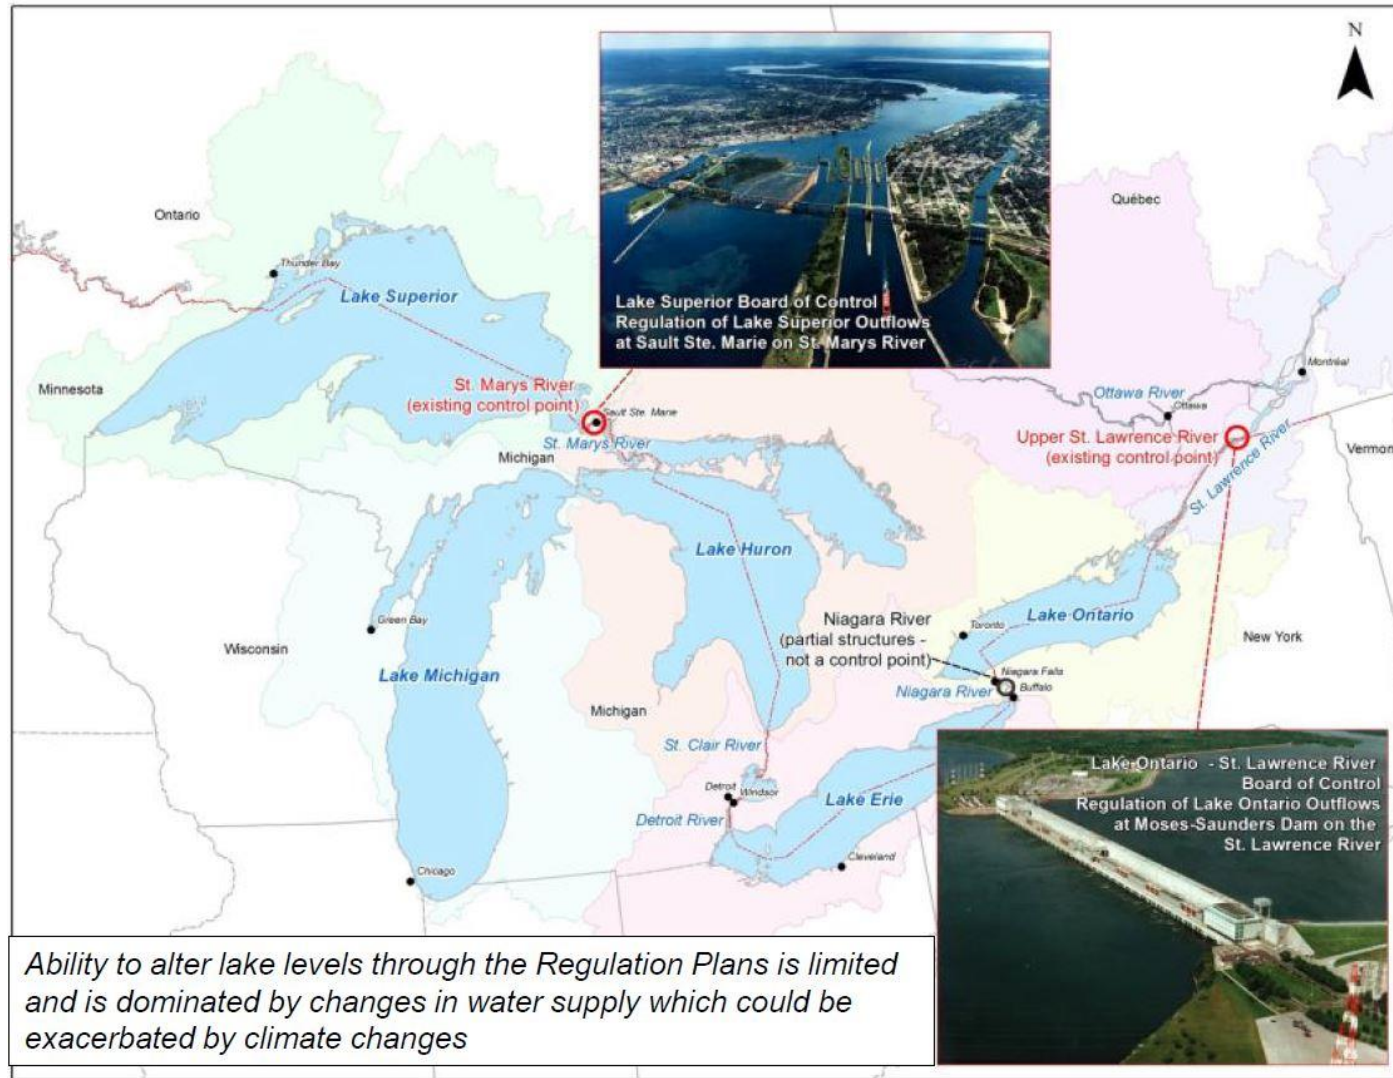 N
Québec
Ontario
Thunder Bay
Lake Superior
Lake Superior Board of Control
Regulation of Lake Superior Outflows
at Sault Ste. Marie on St. Marys River
Minnesota
St. Marys River
(existing control point)
Sault Ste. Marie
St. Marys River
Michigan
Montréal
Ottawa River
Ottawa
Upper St. Lawrence River
(existing control point)
St. Lawrence River
Vermont
Lake Huron
Niagara River
(partial structures -
not a control point)
Toronto
Lake Ontario
New York
Green Bay
Wisconsin
Lake Michigan
Michigan
Niagara Falls
Niagara River
Buffalo
St. Clair River
Detroit
Windsor
Detroit River
Lake Erie
Cleveland
Chicago
Lake Ontario - St. Lawrence River
Board of Control
Regulation of Lake Ontario Outflows
at Moses-Saunders Dam on the
St. Lawrence River
Ability to alter lake levels through the Regulation Plans is limited
and is dominated by changes in water supply which could be
exacerbated by climate changes